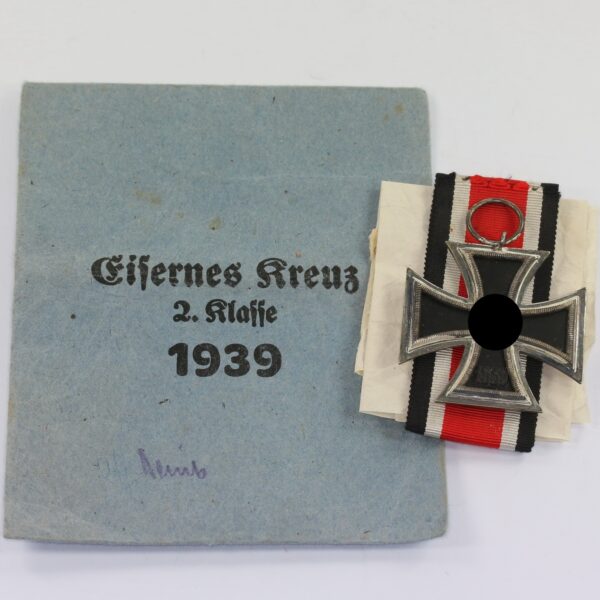 Eisernes Kreuz
2. Klasse
1939